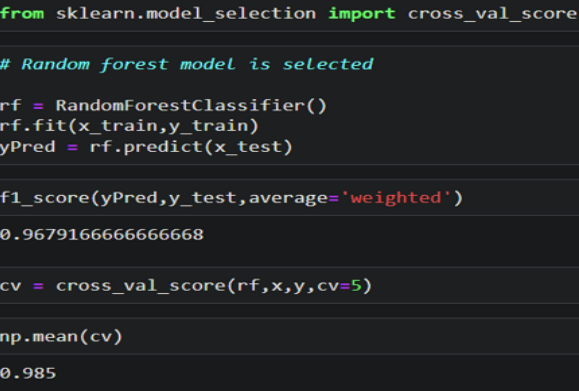 from sklearn.model_selection import cross_val_score
# Random forest model is selected
rf = RandomForestClassifier()
rf.fit(x_train,y_train)
yPred = rf.predict(x_test)
f1_score(yPred,y_test,average='weighted')
0.9679166666666668
cv = cross_val_score(rf,x,y,cv=5)
np.mean(cv)
0.985